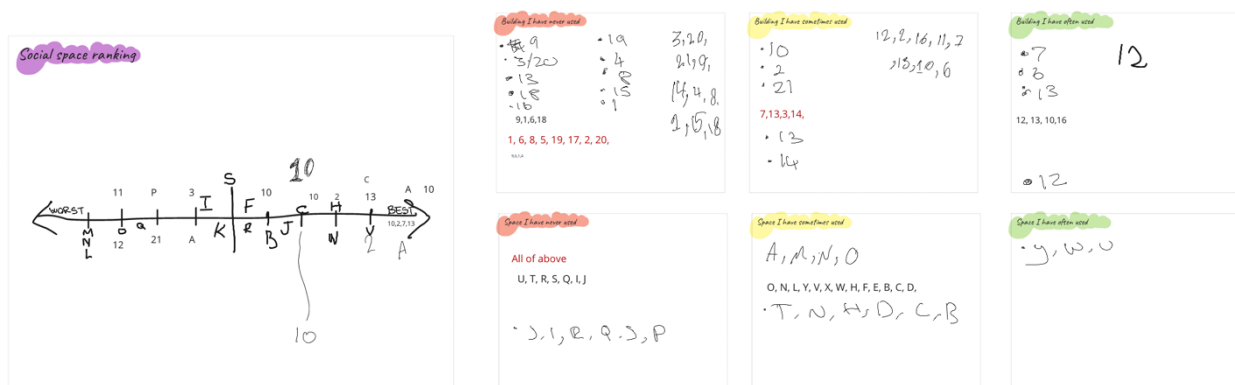 Social space ranking
10
S
C
11 P 3 I F 10 10 2 A 10
WORST C H 13 BEST
M O Q K R B J N V 10,2,7,13
N 12 21 A 2 A
L
10
Building I have never used
9
3/20
13
18
16
19
4
8
15
1
3,20,
21,9,
14,4,8.
2,15,18
9,1,6,18
1, 6, 8, 5, 19, 17, 2, 20,
Building I have sometimes used
10
2
21
12,2,16,11,7
,13,10,6
7,13,3,14,
13
14
Building I have often used
7
13
12
12, 13, 10,16
12
Space I have never used
All of above
U, T, R, S, Q, I, J
J, I, R, Q, S, P
Space I have sometimes used
A, M, N, O
O, N, L, Y, V, X, W, H, F, E, B, C, D,
T, N, H, D, C, B
Space I have often used
y, w, U